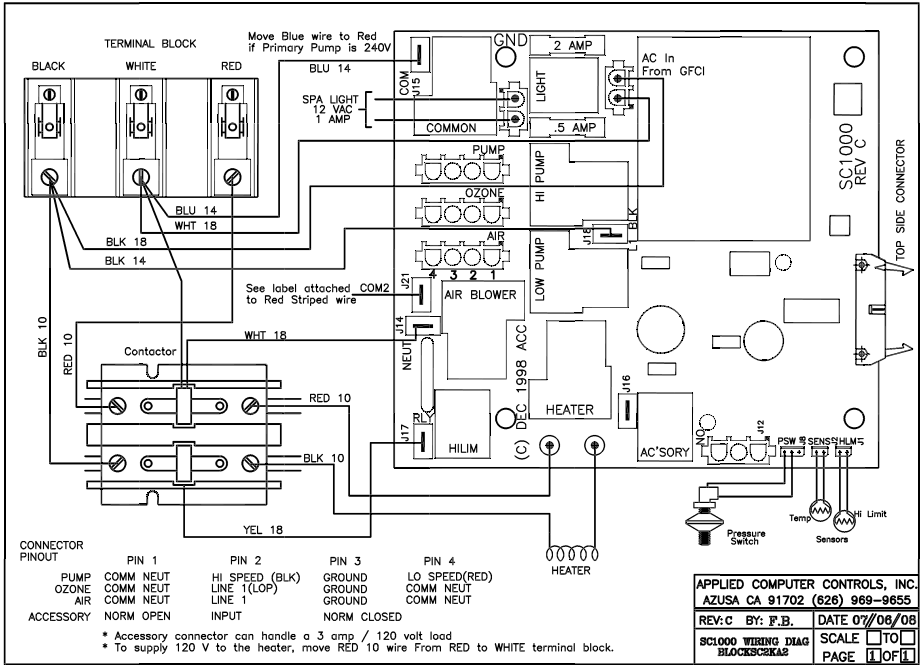 Move Blue wire to Red
if Primary Pump is 240V
TERMINAL BLOCK
BLACK
WHITE
RED
BLU 14
COM
J15
GND
2 AMP
AC In
From GFCI
LIGHT
SPA LIGHT
12 VAC
1 AMP
COMMON
.5 AMP
SC1000
REV C
PUMP
HI PUMP
OZONE
BLU 14
WHT 18
BLK 18
BLK 14
BLK
J18
AIR
4 3 2 1
LOW PUMP
TOP SIDE CONNECTOR
See label attached
to Red Striped wire
COM2
J21
AIR BLOWER
J14
NEUT
WHT 18
BLK 10
RED 10
Contactor
RED 10
BLK 10
(C) DEC 1998 ACC
HEATER
J16
RLY
J17
HILIM
AC'SORY
NO
J12
PSW
J8
SENS
J2
HLM
J1
YEL 18
Temp
Hi Limit
Sensors
Pressure
Switch
HEATER
CONNECTOR
PINOUT
PIN 1 PIN 2 PIN 3 PIN 4
PUMP COMM NEUT HI SPEED (BLK) GROUND LO SPEED(RED)
OZONE COMM NEUT LINE 1(LOP) GROUND COMM NEUT
AIR COMM NEUT LINE 1 GROUND COMM NEUT
ACCESSORY NORM OPEN INPUT NORM CLOSED
* Accessory connector can handle a 3 amp / 120 volt load
* To supply 120 V to the heater, move RED 10 wire From RED to WHITE terminal block.
APPLIED COMPUTER CONTROLS, INC.
AZUSA CA 91702 (626) 969-9655
REV: C BY: F.B. DATE 07/06/08
SC1000 WIRING DIAG
BLOCKSC2KA2
SCALE TO
PAGE 1 OF 1